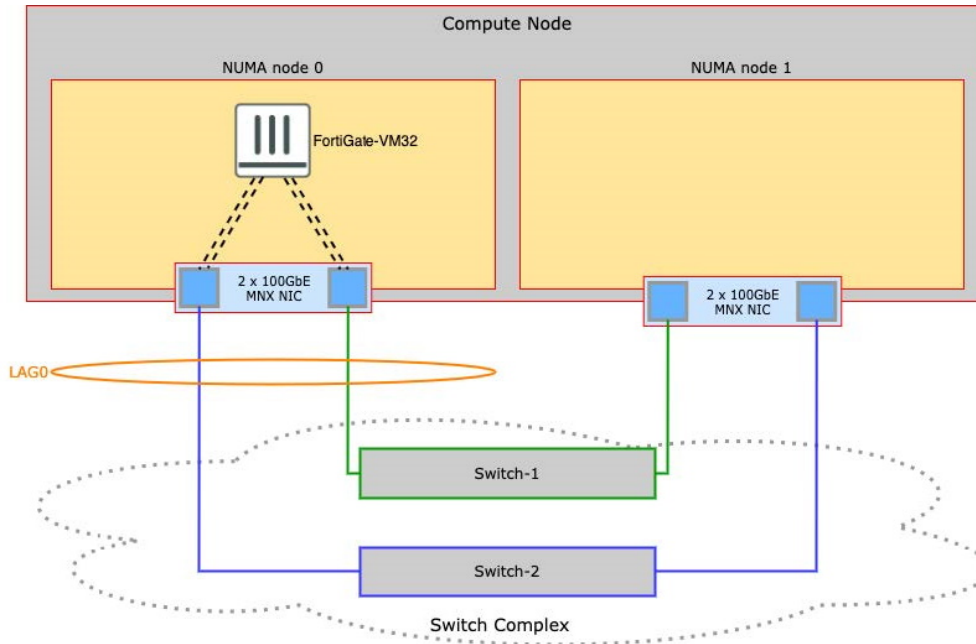 Compute Node
NUMA node 0
NUMA node 1
FortiGate-VM32
2 x 100GbE
MNX NIC
2 x 100GbE
MNX NIC
LAG0
Switch-1
Switch-2
Switch Complex